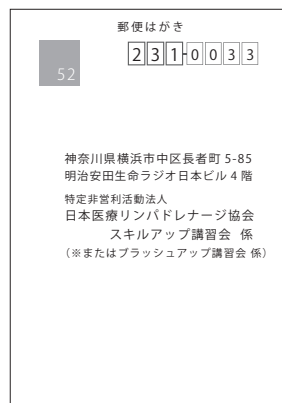 郵便はがき
231-0033
52
神奈川県横浜市中区長者町 5-85
明治安田生命ラジオ日本ビル 4 階
特定非営利活動法人
日本医療リンパドレナージ協会
スキルアップ講習会 係
（※またはブラッシュアップ講習会 係）